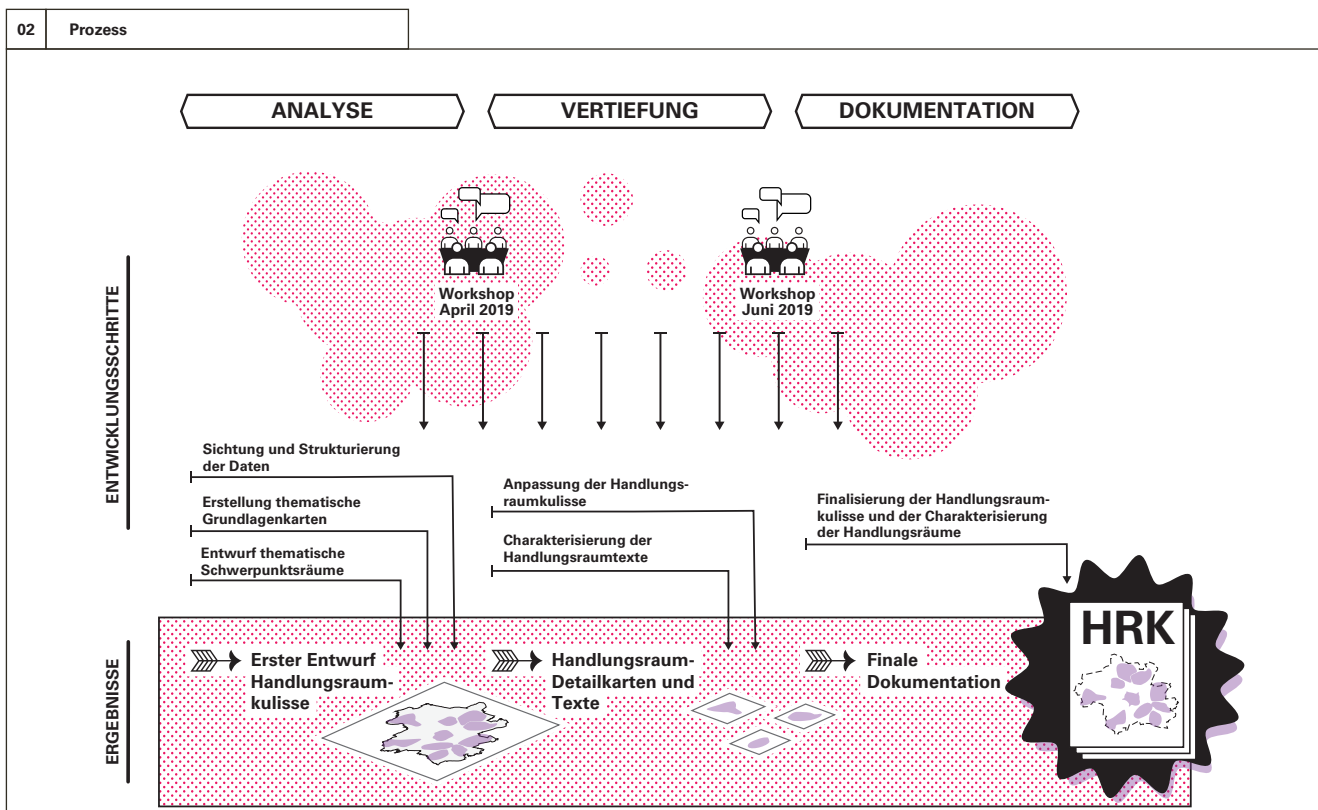 02 Prozess
ANALYSE
VERTIEFUNG
DOKUMENTATION
Workshop
April 2019
Workshop
Juni 2019
ENTWICKLUNGSSCHRITTE
Sichtung und Strukturierung
der Daten
Erstellung thematische
Grundlagenkarten
Entwurf thematische
Schwerpunktsräume
Anpassung der Handlungs-
raumkulisse
Charakterisierung der
Handlungsraumtexte
Finalisierung der Handlungsraum-
kulisse und der Charakterisierung
der Handlungsräume
ERGEBNISSE
Erster Entwurf
Handlungsraum-
kulisse
Handlungsraum-
Detailkarten und
Texte
Finale
Dokumentation
HRK